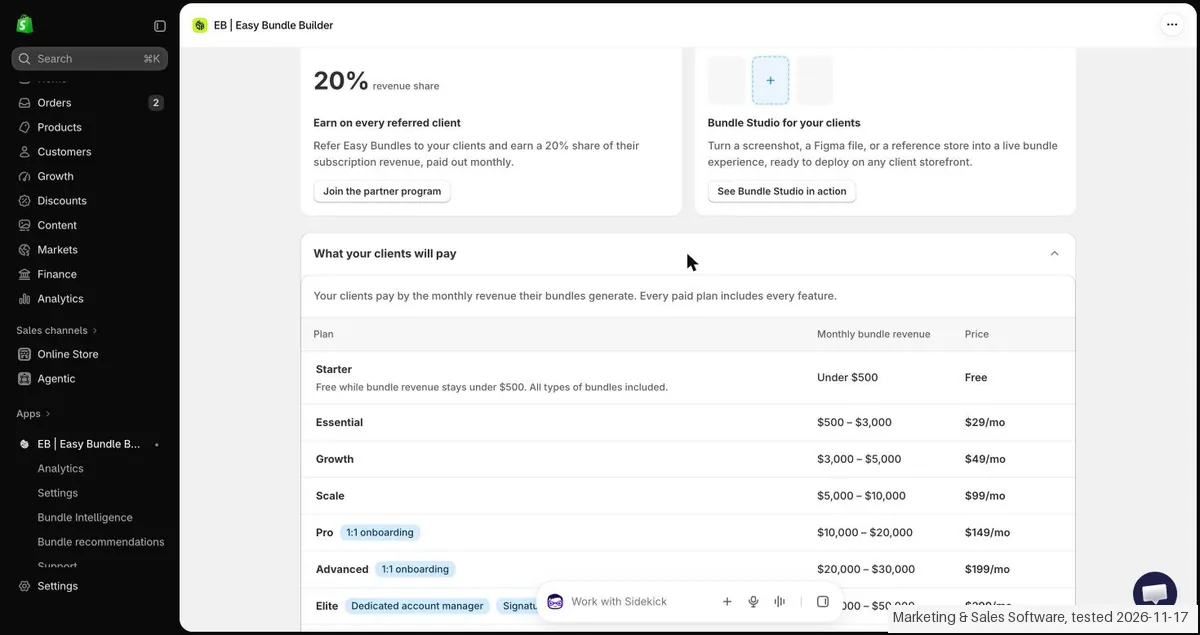 EB | Easy Bundle Builder
Search ⌘K
Orders 2
Products
Customers
Growth
Discounts
Content
Markets
Finance
Analytics
Sales channels
Online Store
Agentic
Apps
EB | Easy Bundle B...
Analytics
Settings
Bundle Intelligence
Bundle recommendations
Support
Settings
20% revenue share
Earn on every referred client
Refer Easy Bundles to your clients and earn a 20% share of their
subscription revenue, paid out monthly.
Join the partner program
Bundle Studio for your clients
Turn a screenshot, a Figma file, or a reference store into a live bundle
experience, ready to deploy on any client storefront.
See Bundle Studio in action
What your clients will pay
Your clients pay by the monthly revenue their bundles generate. Every paid plan includes every feature.
Plan Monthly bundle revenue Price
Starter
Free while bundle revenue stays under $500. All types of bundles included.
Under $500 Free
Essential $500 – $3,000 $29/mo
Growth $3,000 – $5,000 $49/mo
Scale $5,000 – $10,000 $99/mo
Pro 1:1 onboarding $10,000 – $20,000 $149/mo
Advanced 1:1 onboarding $20,000 – $30,000 $199/mo
Elite Dedicated account manager
Work with Sidekick
Marketing & Sales Software, tested 2026-11-17